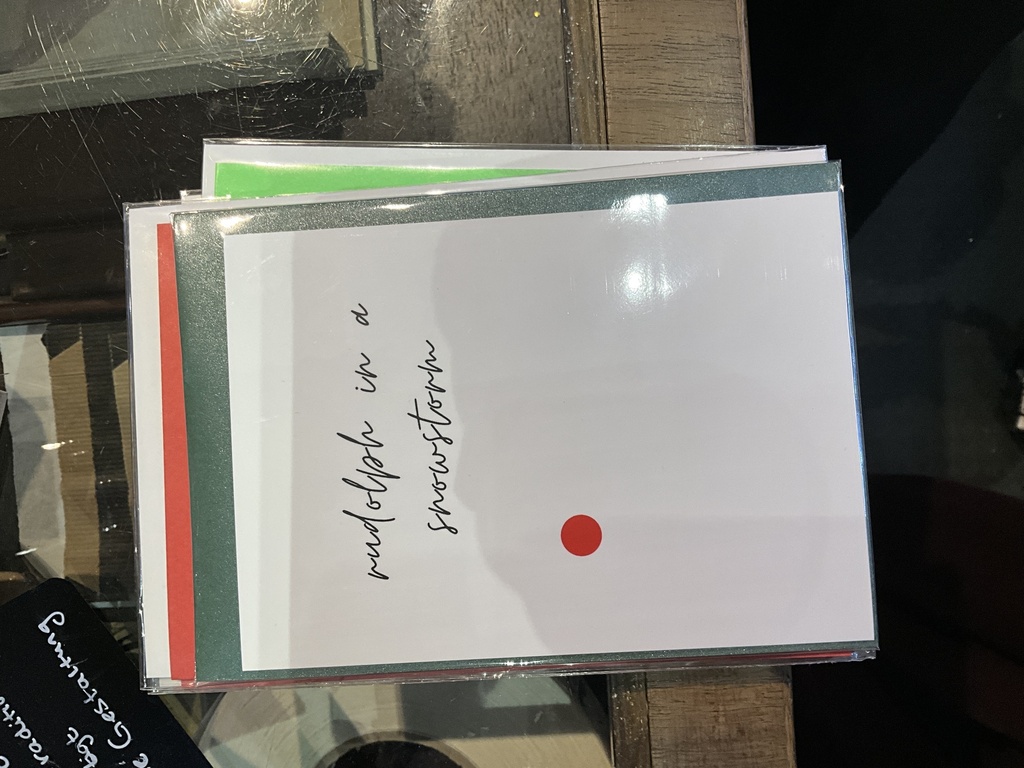 rudolph in a
snowstorm
Gestaltung